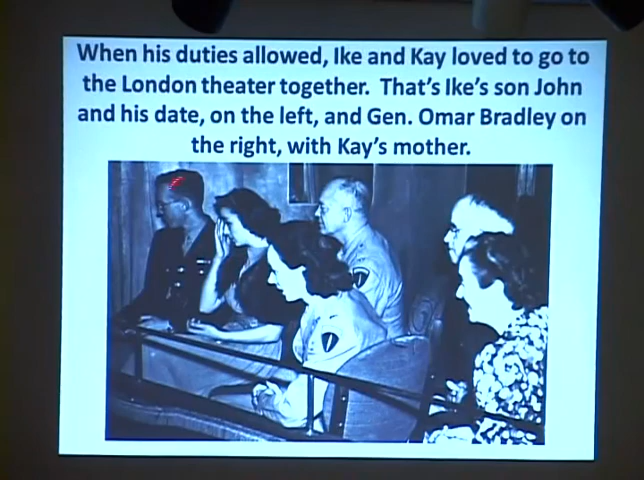 When his duties allowed, Ike and Kay loved to go to
the London theater together.  That's Ike's son John
and his date, on the left, and Gen. Omar Bradley on
the right, with Kay's mother.